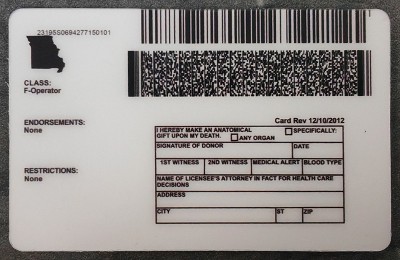 23195S0684277150101
CLASS:
F-Operator
ENDORSEMENTS:
None
Card Rev 12/10/2012
I HEREBY MAKE AN ANATOMICAL
GIFT UPON MY DEATH. ANY ORGAN SPECIFICALLY:
SIGNATURE OF DONOR DATE
1ST WITNESS 2ND WITNESS MEDICAL ALERT BLOOD TYPE
RESTRICTIONS:
None
NAME OF LICENSEE'S ATTORNEY IN FACT FOR HEALTH CARE
DECISIONS
ADDRESS
CITY ST ZIP